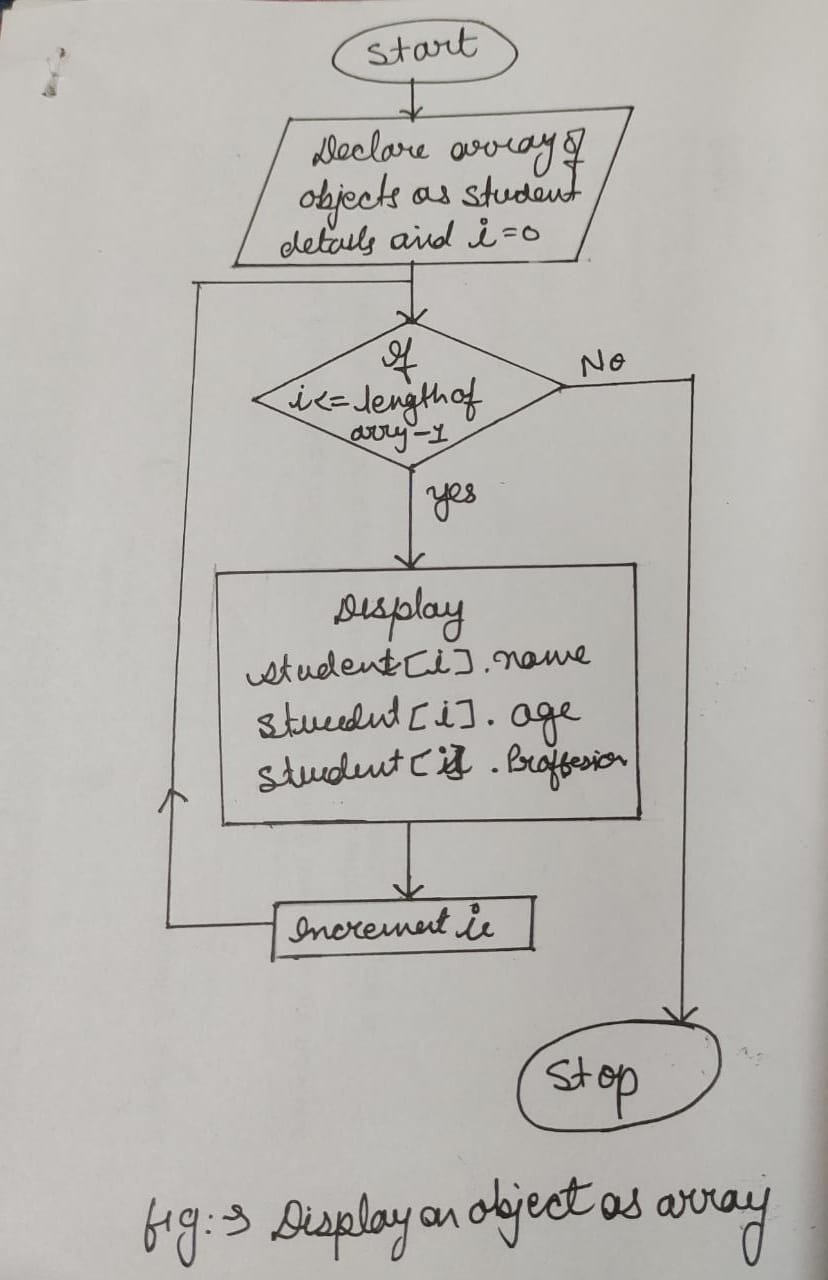 Start
Declare array of
objects as student
details and i=0
If
i<= length of
arry-1
No
yes
Display
student[i].name
student[i].age
student[i].Proffesion
Increment i
Stop
fig:3 Display an object as array